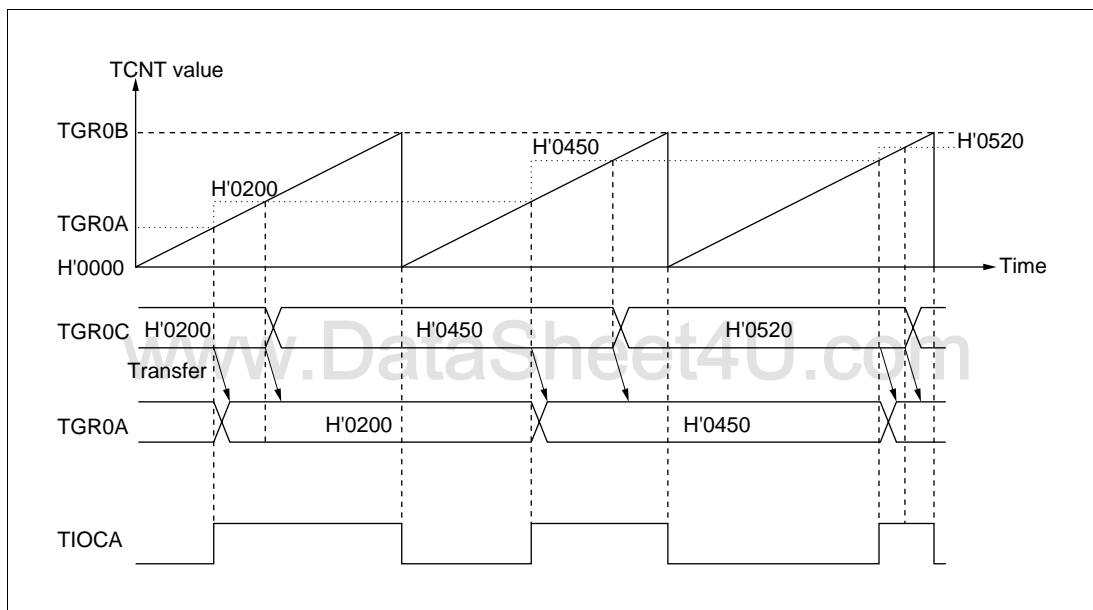 TCNT value
TGR0B
H'0520
H'0450
H'0200
TGR0A
H'0000
Time
TGR0C
H'0200
H'0450
H'0520
www.DataSheet4U.com
Transfer
TGR0A
H'0200
H'0450
TIOCA